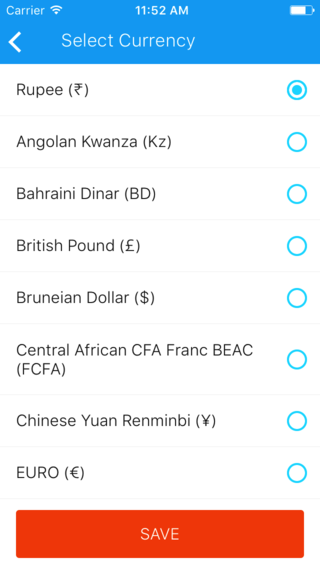 Carrier 11:52 AM
Select Currency
Rupee (₹)
Angolan Kwanza (Kz)
Bahraini Dinar (BD)
British Pound (£)
Bruneian Dollar ($)
Central African CFA Franc BEAC
(FCFA)
Chinese Yuan Renminbi (¥)
EURO (€)
SAVE